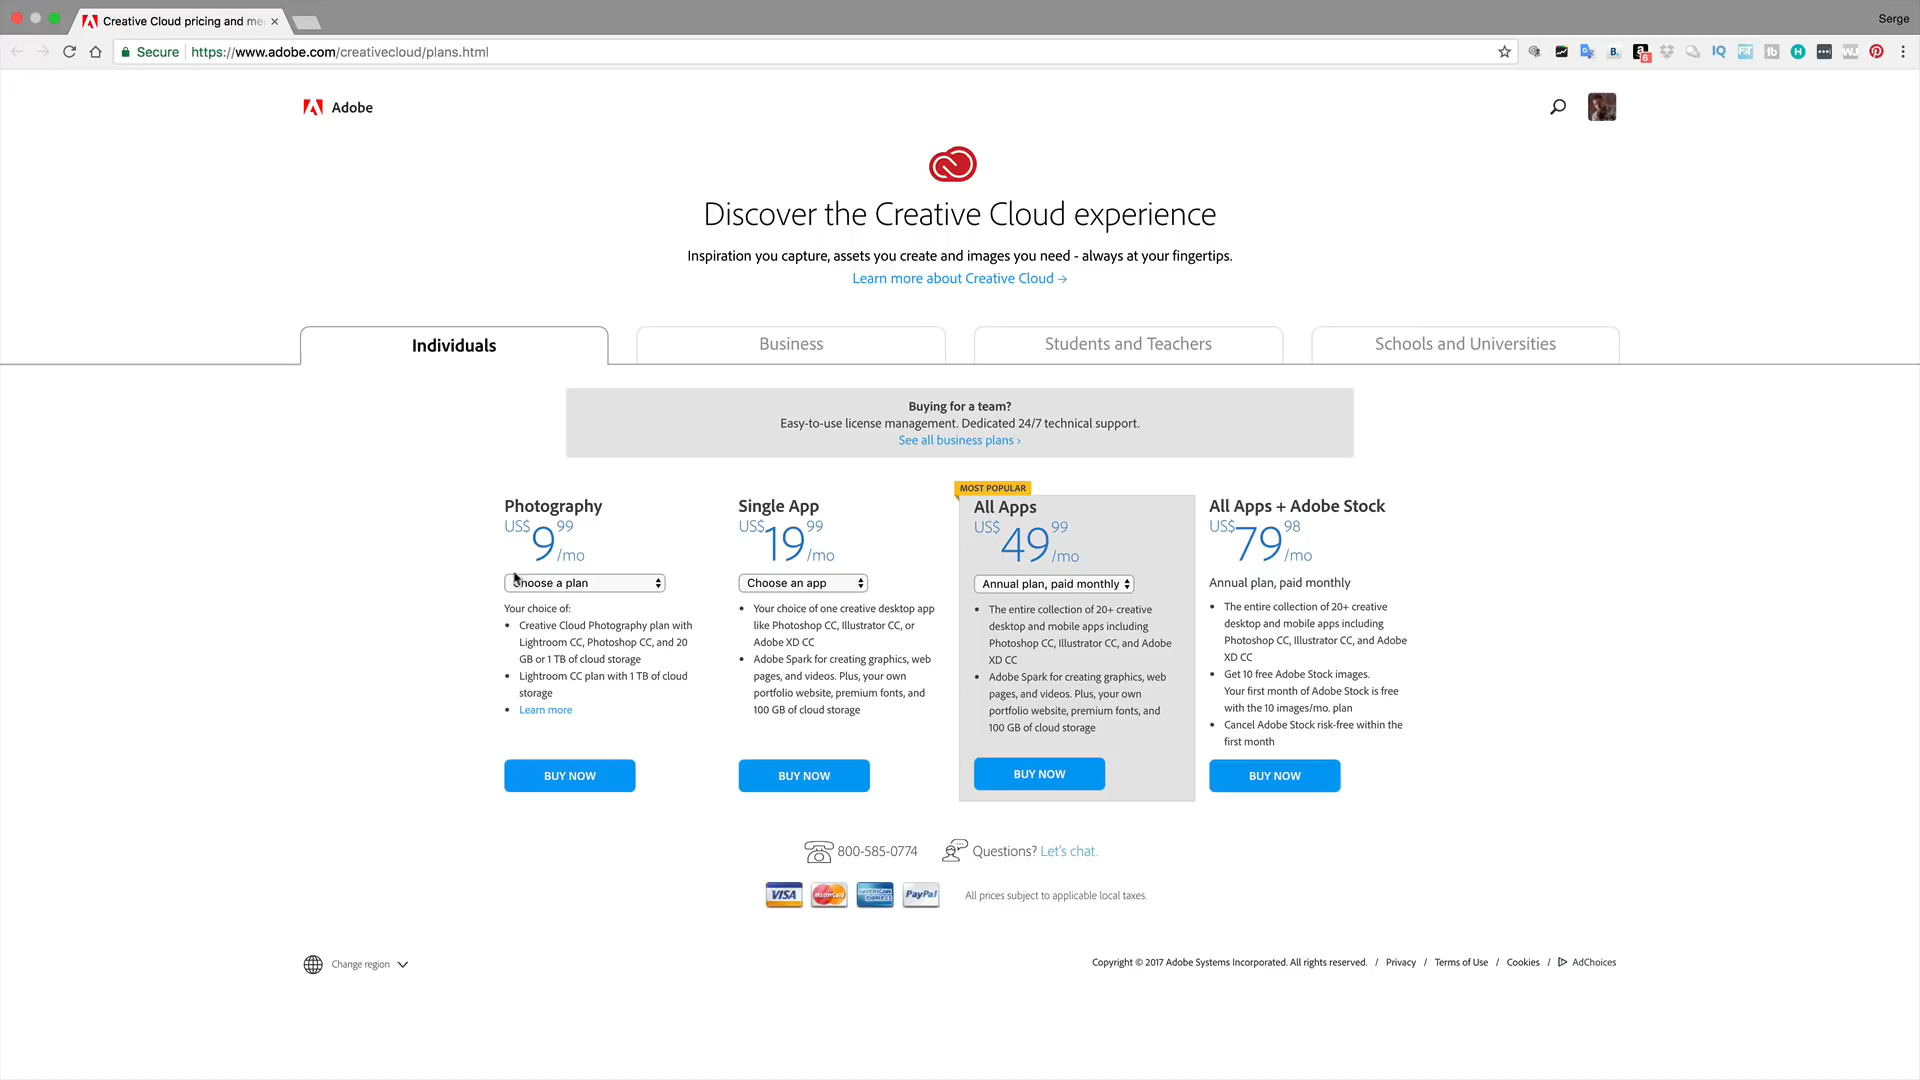 Creative Cloud pricing and me
Serge
Secure
https://www.adobe.com/creativecloud/plans.html
Adobe
Discover the Creative Cloud experience
Inspiration you capture, assets you create and images you need - always at your fingertips.
Learn more about Creative Cloud →
Individuals
Business
Students and Teachers
Schools and Universities
Buying for a team?
Easy-to-use license management. Dedicated 24/7 technical support.
See all business plans ›
Photography
US$ 9 99 /mo
Choose a plan
Your choice of:
• Creative Cloud Photography plan with
Lightroom CC, Photoshop CC, and 20
GB or 1 TB of cloud storage
• Lightroom CC plan with 1 TB of cloud
storage
• Learn more
BUY NOW
Single App
US$ 19 99 /mo
Choose an app
• Your choice of one creative desktop app
like Photoshop CC, Illustrator CC, or
Adobe XD CC
• Adobe Spark for creating graphics, web
pages, and videos. Plus, your own
portfolio website, premium fonts, and
100 GB of cloud storage
BUY NOW
MOST POPULAR
All Apps
US$ 49 99 /mo
Annual plan, paid monthly
• The entire collection of 20+ creative
desktop and mobile apps including
Photoshop CC, Illustrator CC, and Adobe
XD CC
• Adobe Spark for creating graphics, web
pages, and videos. Plus, your own
portfolio website, premium fonts, and
100 GB of cloud storage
BUY NOW
All Apps + Adobe Stock
US$ 79 98 /mo
Annual plan, paid monthly
• The entire collection of 20+ creative
desktop and mobile apps including
Photoshop CC, Illustrator CC, and Adobe
XD CC
• Get 10 free Adobe Stock images.
Your first month of Adobe Stock is free
with the 10 images/mo. plan
• Cancel Adobe Stock risk-free within the
first month
BUY NOW
800-585-0774
Questions? Let's chat.
VISA
MasterCard
AMERICAN EXPRESS
PayPal
All prices subject to applicable local taxes.
Change region
Copyright © 2017 Adobe Systems Incorporated. All rights reserved. / Privacy / Terms of Use / Cookies / AdChoices